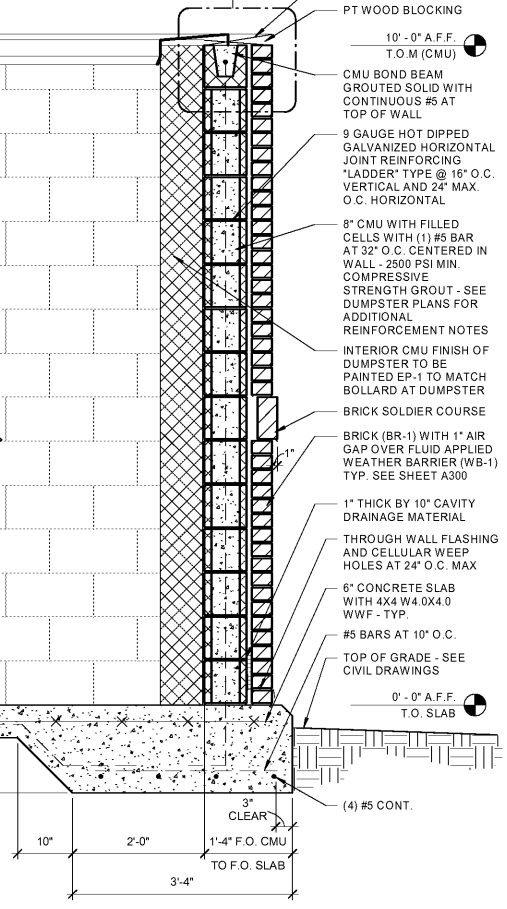 PT WOOD BLOCKING
10' - 0" A.F.F.
T.O.M (CMU)
CMU BOND BEAM
GROUTED SOLID WITH
CONTINUOUS #5 AT
TOP OF WALL
9 GAUGE HOT DIPPED
GALVANIZED HORIZONTAL
JOINT REINFORCING
"LADDER" TYPE @ 16" O.C.
VERTICAL AND 24" MAX.
O.C. HORIZONTAL
8" CMU WITH FILLED
CELLS WITH (1) #5 BAR
AT 32" O.C. CENTERED IN
WALL - 2500 PSI MIN.
COMPRESSIVE
STRENGTH GROUT - SEE
DUMPSTER PLANS FOR
ADDITIONAL
REINFORCEMENT NOTES
INTERIOR CMU FINISH OF
DUMPSTER TO BE
PAINTED EP-1 TO MATCH
BOLLARD AT DUMPSTER
BRICK SOLDIER COURSE
BRICK (BR-1) WITH 1" AIR
GAP OVER FLUID APPLIED
WEATHER BARRIER (WB-1)
TYP. SEE SHEET A300
1"
1" THICK BY 10" CAVITY
DRAINAGE MATERIAL
THROUGH WALL FLASHING
AND CELLULAR WEEP
HOLES AT 24" O.C. MAX
6" CONCRETE SLAB
WITH 4X4 W4.0X4.0
WWF - TYP.
#5 BARS AT 10" O.C.
TOP OF GRADE - SEE
CIVIL DRAWINGS
0' - 0" A.F.F.
T.O. SLAB
(4) #5 CONT.
3"
CLEAR
10"
2'-0"
1'-4" F.O. CMU
TO F.O. SLAB
3'-4"